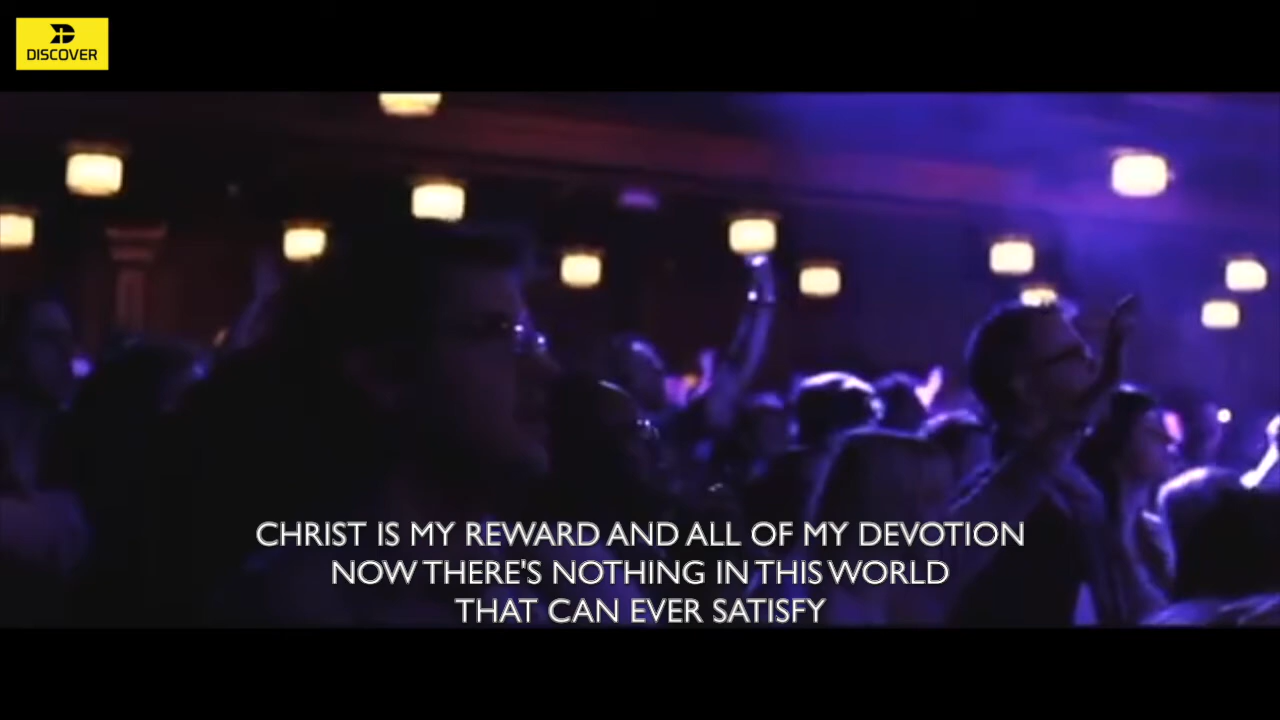 DISCOVER
CHRIST IS MY REWARD AND ALL OF MY DEVOTION
NOW THERE'S NOTHING IN THIS WORLD
THAT CAN EVER SATISFY